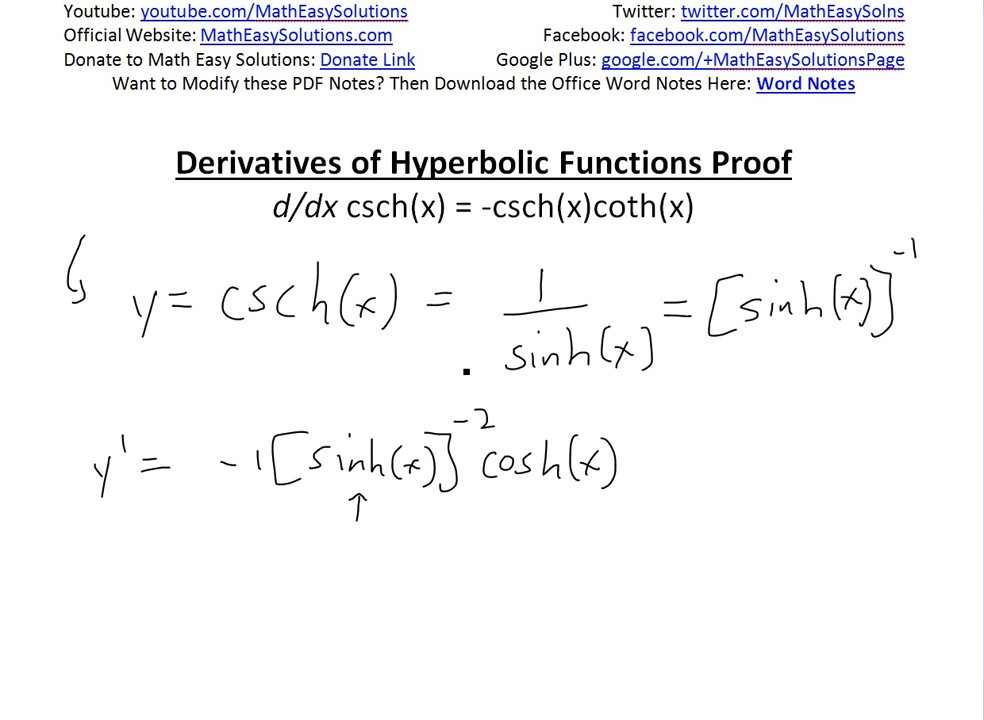 Youtube: youtube.com/MathEasySolutions Twitter: twitter.com/MathEasySolns
Official Website: MathEasySolutions.com Facebook: facebook.com/MathEasySolutions
Donate to Math Easy Solutions: Donate Link Google Plus: google.com/+MathEasySolutionsPage
Want to Modify these PDF Notes? Then Download the Office Word Notes Here: Word Notes
Derivatives of Hyperbolic Functions Proof
d/dx csch(x) = -csch(x)coth(x)
↳ y = csch(x) = 1/sinh(x) = [sinh(x)]⁻¹
y' = -1[sinh(x)]⁻² cosh(x)
↑